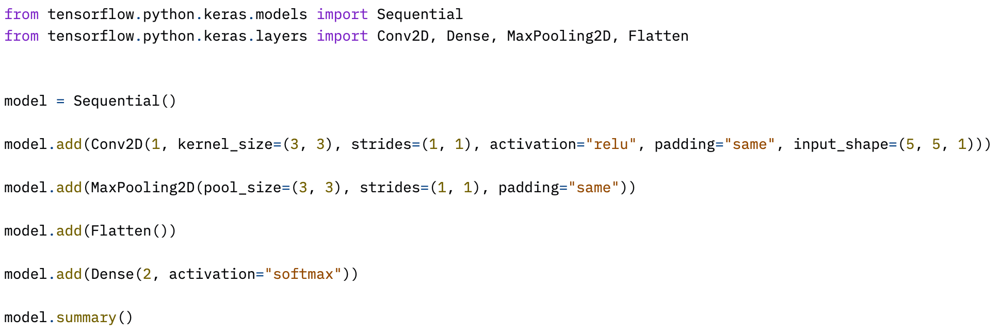 from tensorflow.python.keras.models import Sequential
from tensorflow.python.keras.layers import Conv2D, Dense, MaxPooling2D, Flatten
model = Sequential()
model.add(Conv2D(1, kernel_size=(3, 3), strides=(1, 1), activation="relu", padding="same", input_shape=(5, 5, 1)))
model.add(MaxPooling2D(pool_size=(3, 3), strides=(1, 1), padding="same"))
model.add(Flatten())
model.add(Dense(2, activation="softmax"))
model.summary()